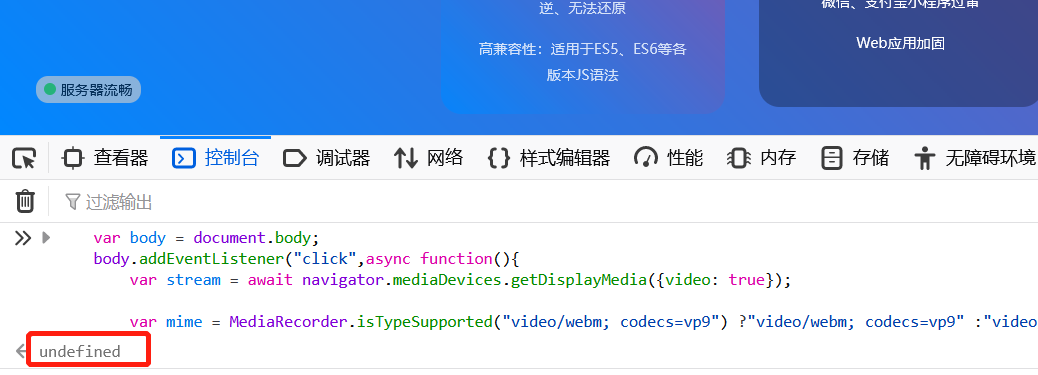 逆、无法还原
微信、支付宝小程序过审
高兼容性：适用于ES5、ES6等各
版本JS语法
Web应用加固
服务器流畅
查看器 控制台 调试器 网络 样式编辑器 性能 内存 存储 无障碍环境
过滤输出
var body = document.body;
body.addEventListener("click",async function(){
var stream = await navigator.mediaDevices.getDisplayMedia({video: true});
var mime = MediaRecorder.isTypeSupported("video/webm; codecs=vp9") ?"video/webm; codecs=vp9" :"video
undefined